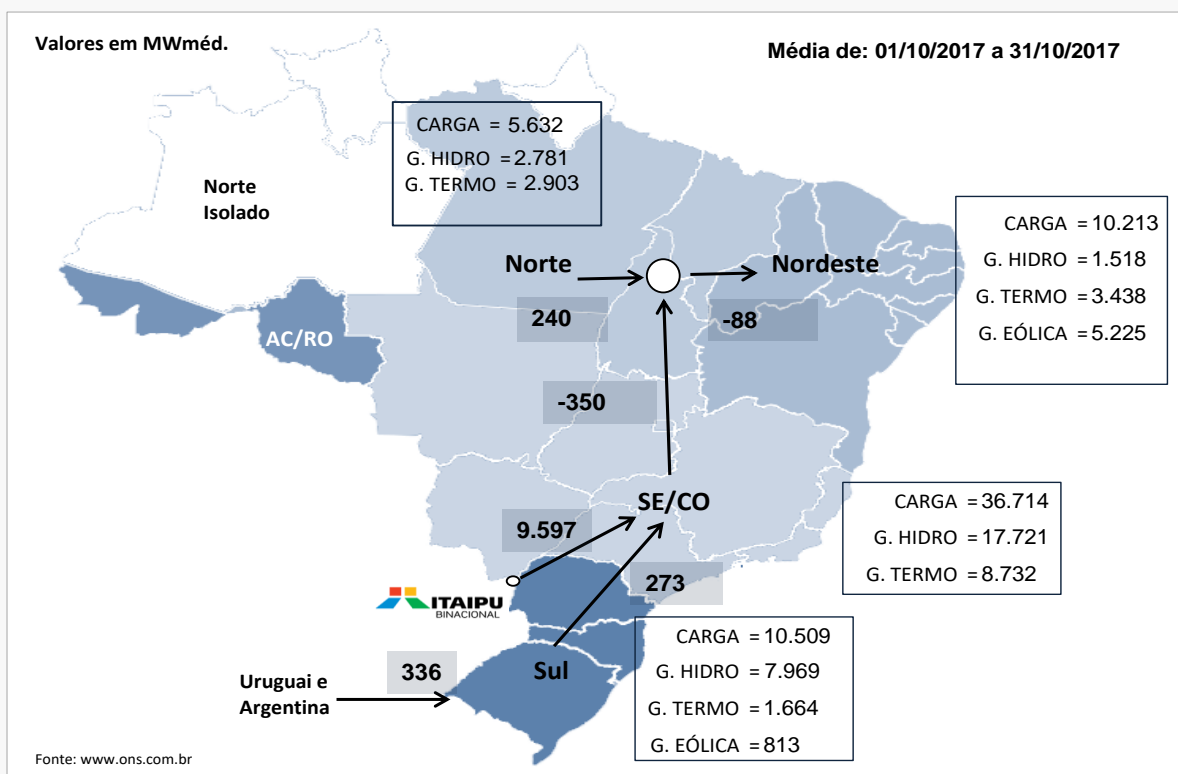 Valores em MWméd.
Média de: 01/10/2017 a 31/10/2017
CARGA = 5.632
G. HIDRO = 2.781
G. TERMO = 2.903
Norte
Isolado
CARGA = 10.213
G. HIDRO = 1.518
G. TERMO = 3.438
G. EÓLICA = 5.225
Norte
Nordeste
240
-88
AC/RO
-350
SE/CO
CARGA = 36.714
G. HIDRO = 17.721
G. TERMO = 8.732
9.597
273
ITAIPU
BINACIONAL
CARGA = 10.509
G. HIDRO = 7.969
G. TERMO = 1.664
G. EÓLICA = 813
336
Sul
Uruguai e
Argentina
Fonte: www.ons.com.br